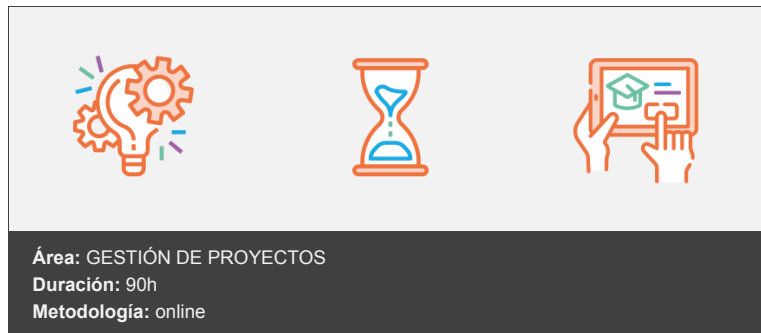 Área: GESTIÓN DE PROYECTOS
Duración: 90h
Metodología: online